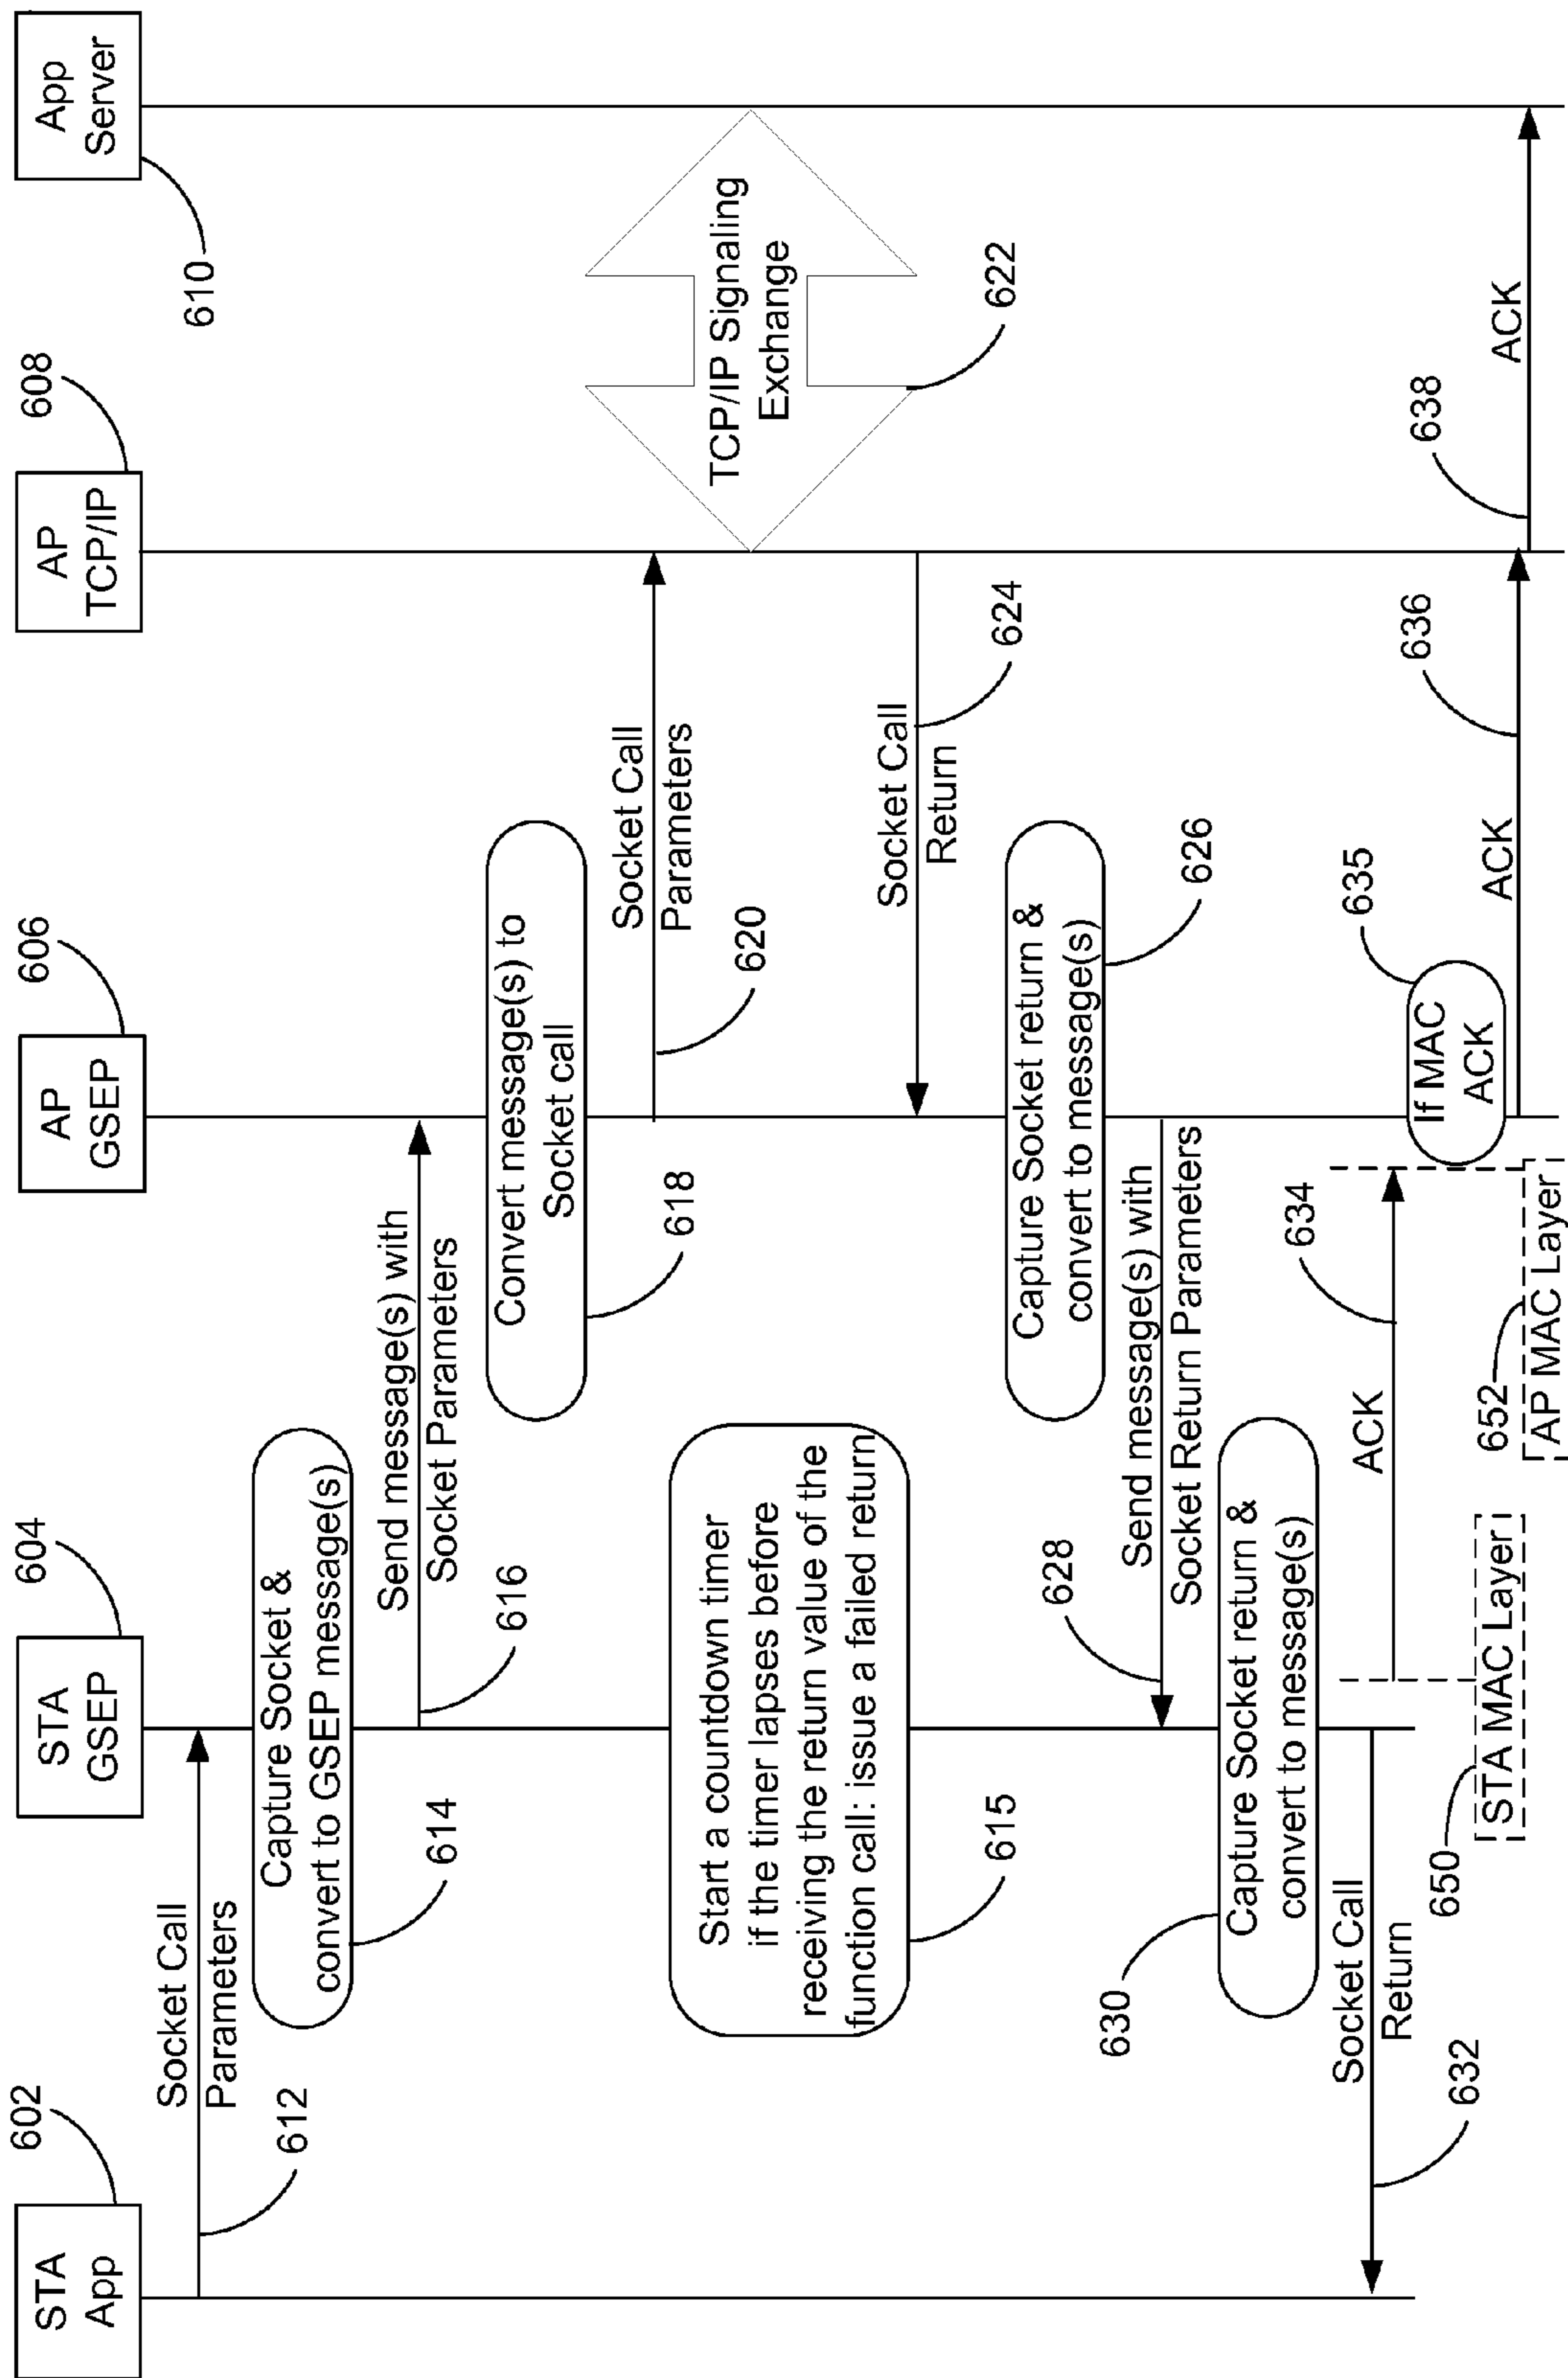 602
STA
App
604
STA
GSEP
606
AP
GSEP
608
AP
TCP/IP
610
App
Server
Socket Call
Parameters
612
Capture Socket &
convert to GSEP message(s)
614
Send message(s) with
Socket Parameters
616
Convert message(s) to
Socket call
618
Start a countdown timer
if the timer lapses before
receiving the return value of the
function call: issue a failed return
615
Socket Call
Parameters
620
TCP/IP Signaling
Exchange
622
Socket Call
Return
624
Capture Socket return &
convert to message(s)
626
Send message(s) with
Socket Return Parameters
628
Capture Socket return &
convert to message(s)
630
Socket Call
Return
632
ACK
634
If MAC
ACK
635
ACK
636
ACK
638
STA MAC Layer
650
AP MAC Layer
652